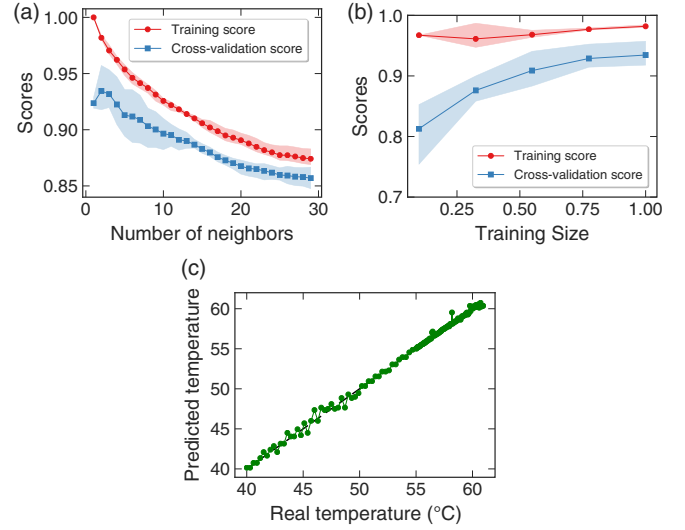 (a)
1.00
0.95
0.90
0.85
Scores
Training score
Cross-validation score
0
10
20
30
Number of neighbors
(b)
1.0
0.9
0.8
0.7
Scores
Training score
Cross-validation score
0.25
0.50
0.75
1.00
Training Size
(c)
60
55
50
45
40
Predicted temperature
40
45
50
55
60
Real temperature (°C)